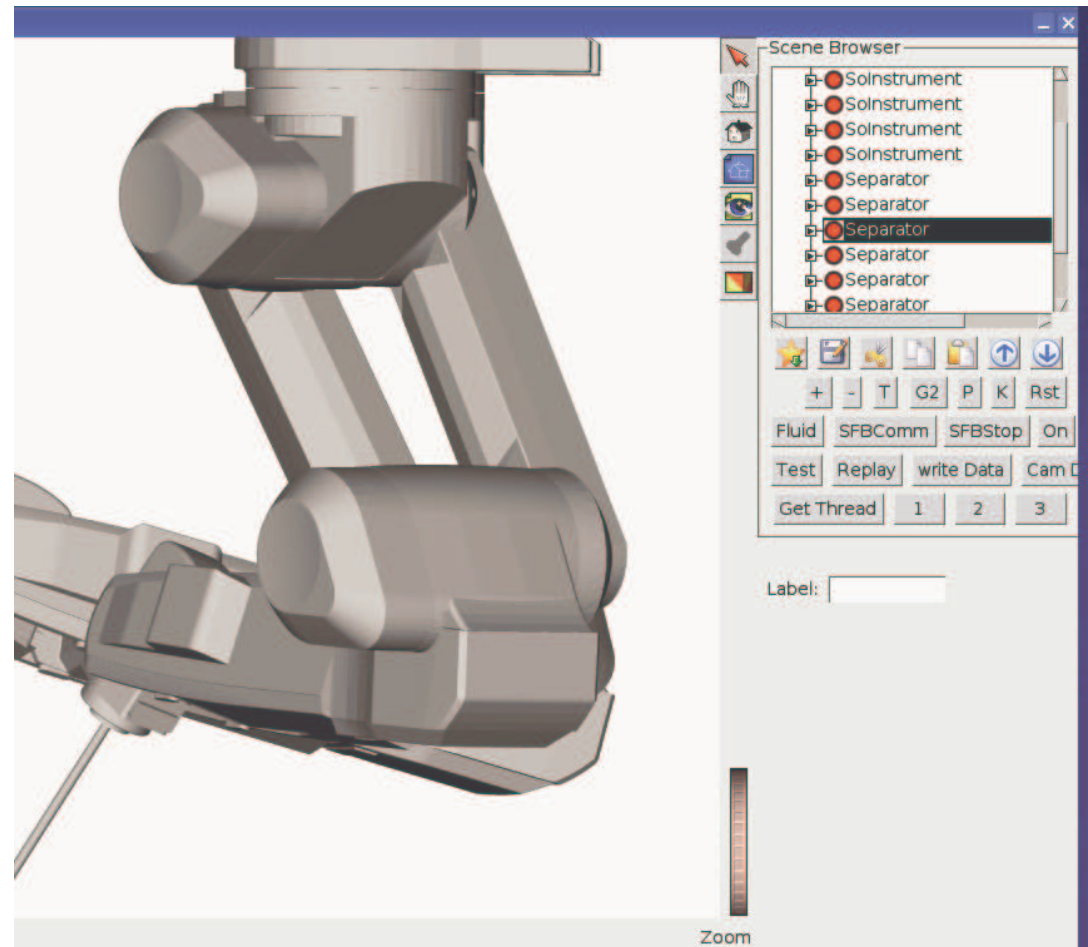 Scene Browser
SoInstrument
SoInstrument
SoInstrument
SoInstrument
Separator
Separator
Separator
Separator
Separator
Separator
+ - T G2 P K Rst
Fluid SFBComm SFBStop On
Test Replay write Data Cam D
Get Thread 1 2 3
Label:
Zoom